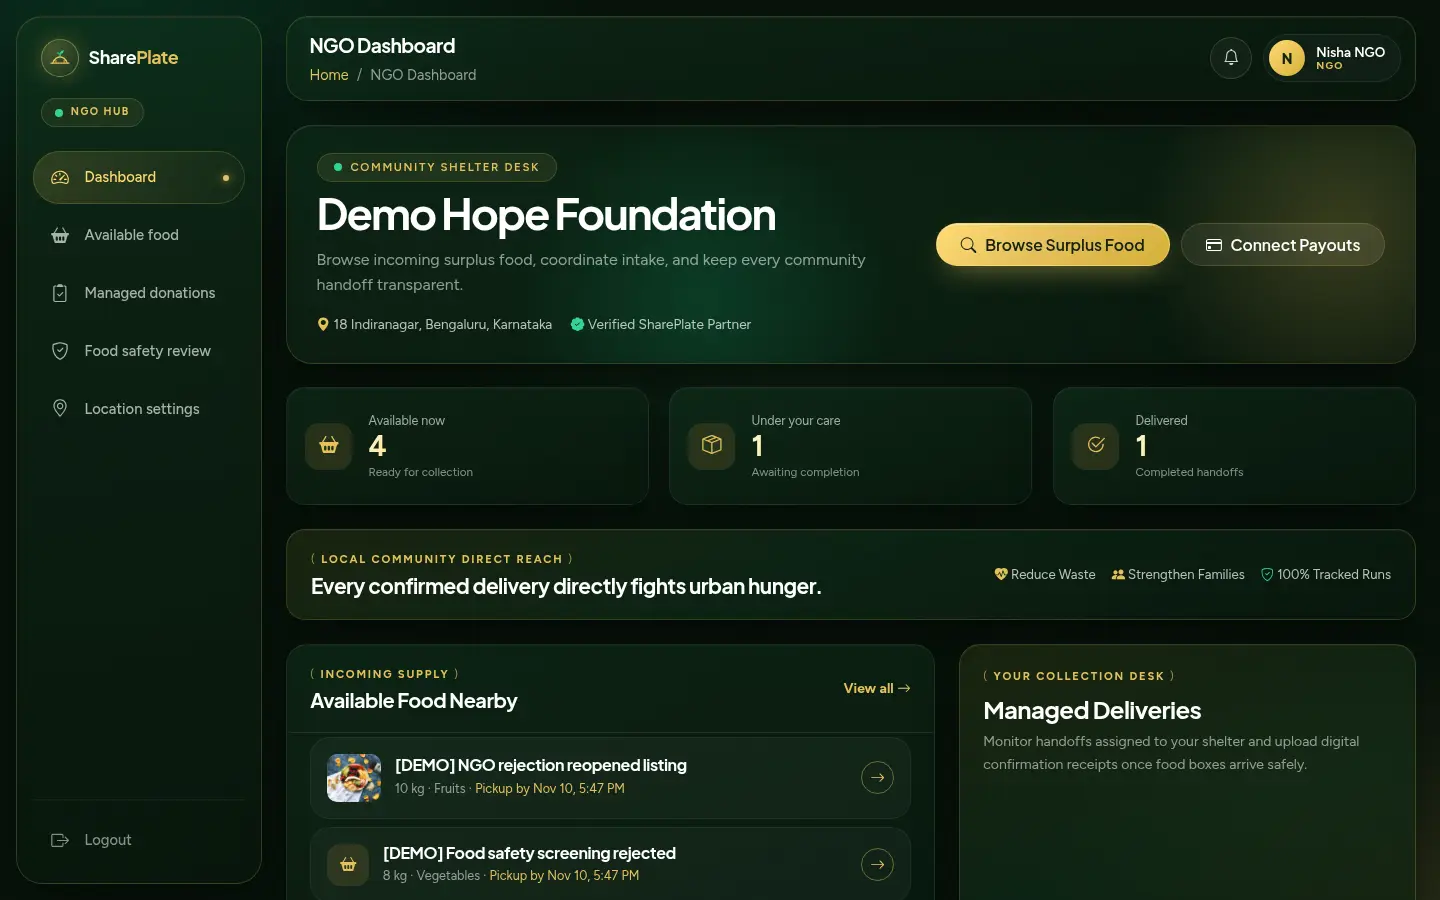 SharePlate
NGO HUB
Dashboard
Available food
Managed donations
Food safety review
Location settings
Logout
NGO Dashboard
Home / NGO Dashboard
N
Nisha NGO
NGO
COMMUNITY SHELTER DESK
Demo Hope Foundation
Browse incoming surplus food, coordinate intake, and keep every community
handoff transparent.
18 Indiranagar, Bengaluru, Karnataka
Verified SharePlate Partner
Browse Surplus Food
Connect Payouts
Available now
4
Ready for collection
Under your care
1
Awaiting completion
Delivered
1
Completed handoffs
( LOCAL COMMUNITY DIRECT REACH )
Every confirmed delivery directly fights urban hunger.
Reduce Waste
Strengthen Families
100% Tracked Runs
( INCOMING SUPPLY )
Available Food Nearby
View all →
[DEMO] NGO rejection reopened listing
10 kg · Fruits · Pickup by Nov 10, 5:47 PM
[DEMO] Food safety screening rejected
8 kg · Vegetables · Pickup by Nov 10, 5:47 PM
( YOUR COLLECTION DESK )
Managed Deliveries
Monitor handoffs assigned to your shelter and upload digital
confirmation receipts once food boxes arrive safely.